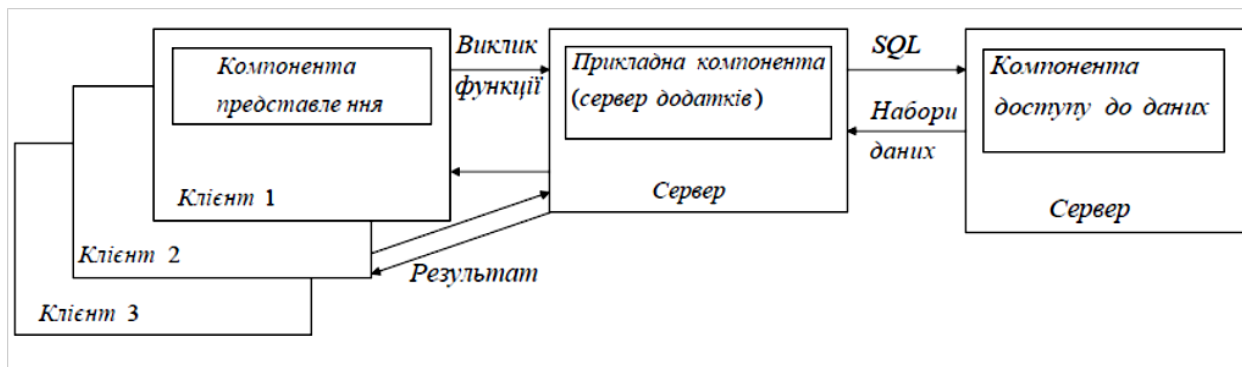 Компонента
представле ння
Клієнт 1
Клієнт 2
Клієнт 3
Виклик
функції
Результат
Прикладна компонента
(сервер додатків)
Сервер
SQL
Набори
даних
Компонента
доступу до даних
Сервер